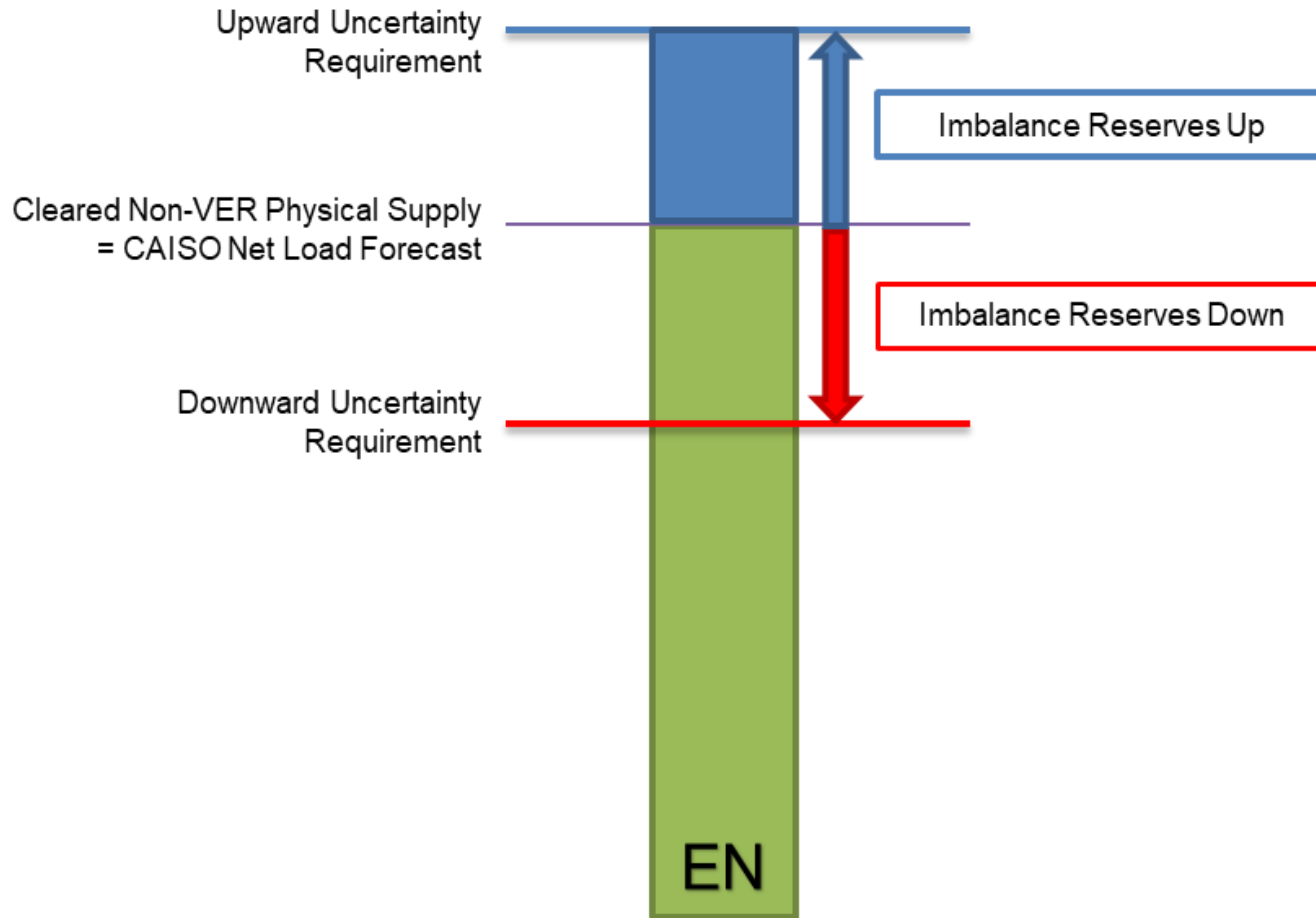 Upward Uncertainty
Requirement
Imbalance Reserves Up
Cleared Non-VER Physical Supply
= CAISO Net Load Forecast
Imbalance Reserves Down
Downward Uncertainty
Requirement
EN